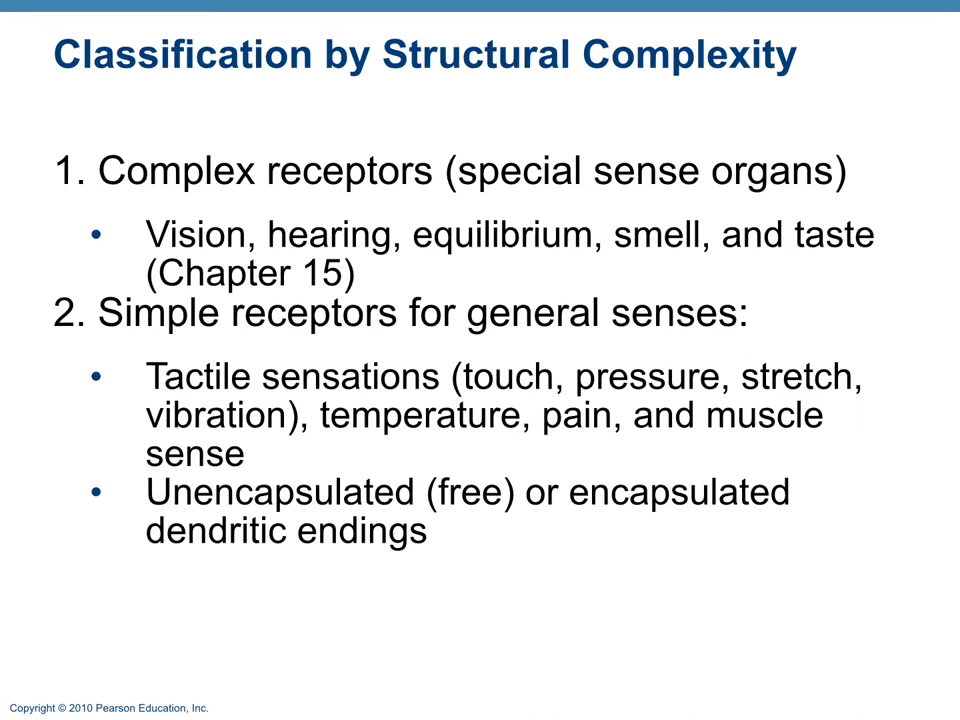 Classification by Structural Complexity
1. Complex receptors (special sense organs)
• Vision, hearing, equilibrium, smell, and taste
(Chapter 15)
2. Simple receptors for general senses:
• Tactile sensations (touch, pressure, stretch,
vibration), temperature, pain, and muscle
sense
• Unencapsulated (free) or encapsulated
dendritic endings
Copyright © 2010 Pearson Education, Inc.